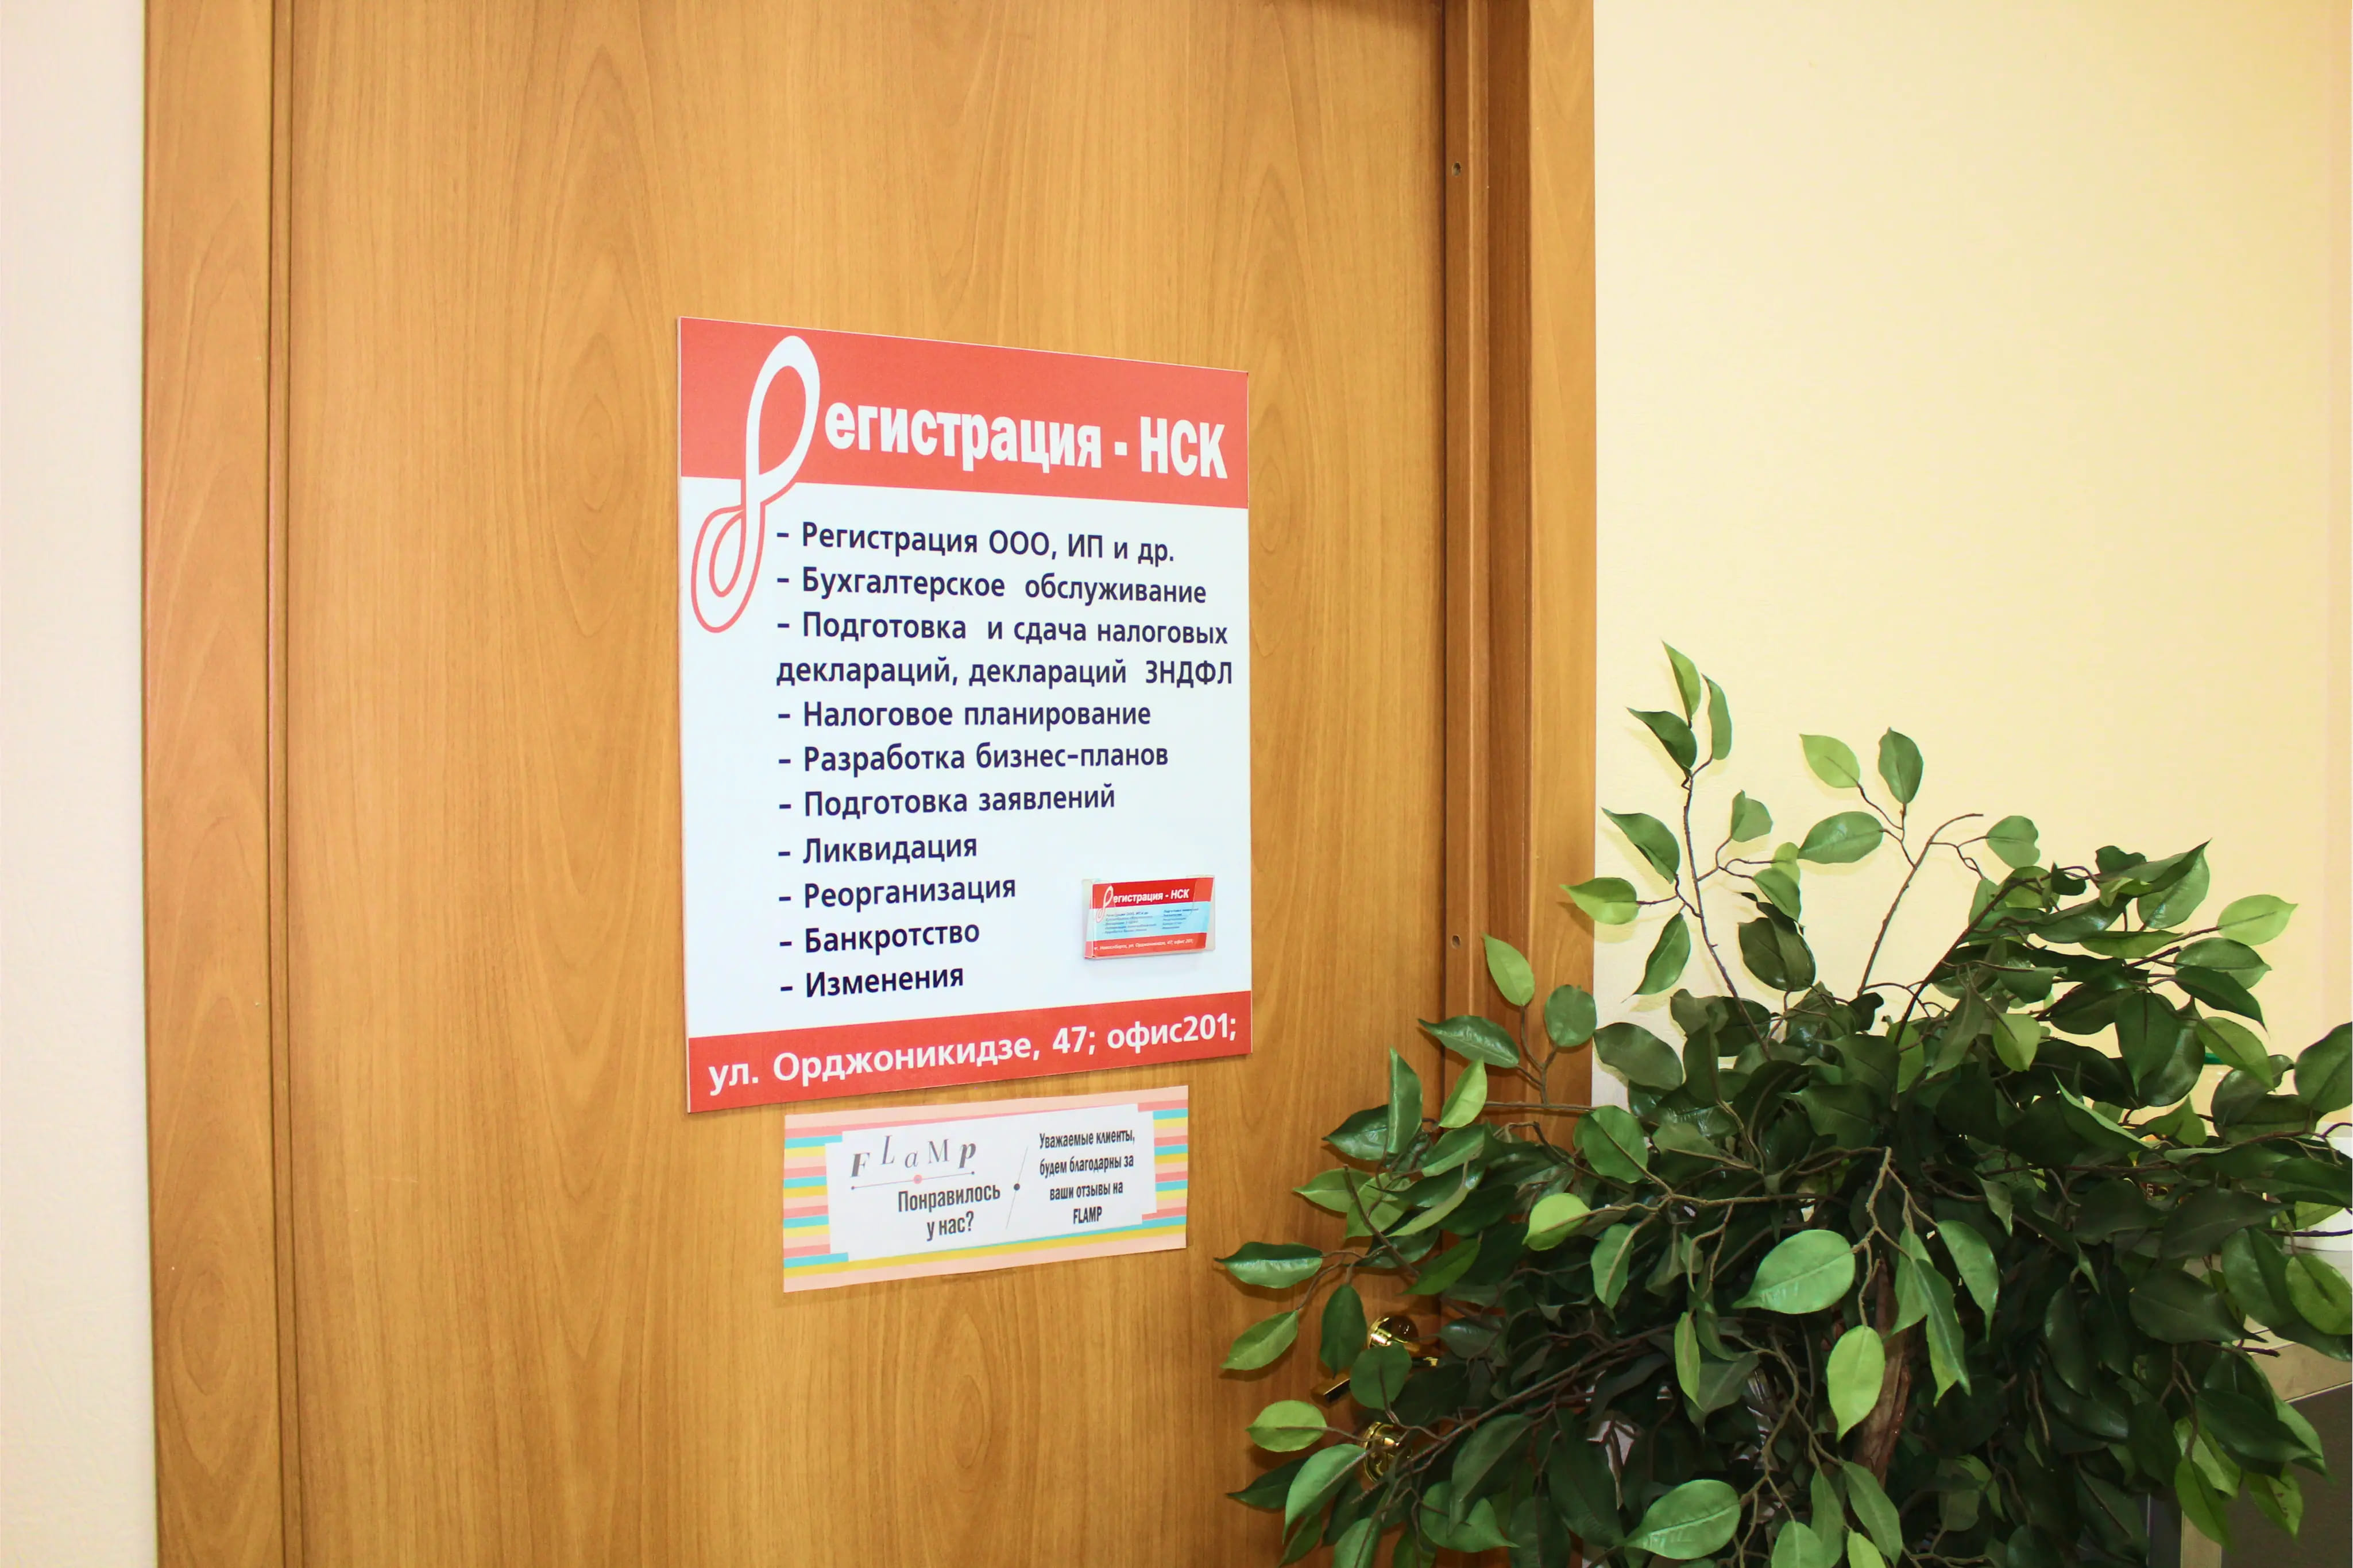 Регистрация - НСК
- Регистрация ООО, ИП и др.
- Бухгалтерское обслуживание
- Подготовка и сдача налоговых
деклараций, деклараций 3НДФЛ
- Налоговое планирование
- Разработка бизнес-планов
- Подготовка заявлений
- Ликвидация
- Реорганизация
- Банкротство
- Изменения
Регистрация - НСК
ул. Орджоникидзе, 47; офис201;
FLaMp
Понравилось
у нас?
Уважаемые клиенты,
будем благодарны за
ваши отзывы на
FLAMP